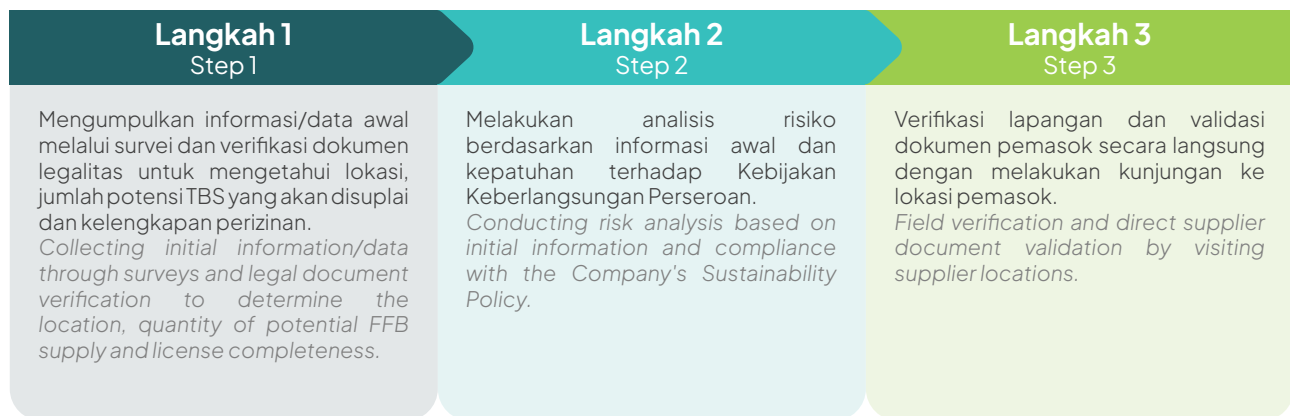 Langkah 1
Step 1
Mengumpulkan informasi/data awal
melalui survei dan verifikasi dokumen
legalitas untuk mengetahui lokasi,
jumlah potensi TBS yang akan disuplai
dan kelengkapan perizinan.
Collecting initial information/data
through surveys and legal document
verification to determine the
location, quantity of potential FFB
supply and license completeness.
Langkah 2
Step 2
Melakukan analisis risiko
berdasarkan informasi awal dan
kepatuhan terhadap Kebijakan
Keberlangsungan Perseroan.
Conducting risk analysis based on
initial information and compliance
with the Company's Sustainability
Policy.
Langkah 3
Step 3
Verifikasi lapangan dan validasi
dokumen pemasok secara langsung
dengan melakukan kunjungan ke
lokasi pemasok.
Field verification and direct supplier
document validation by visiting
supplier locations.